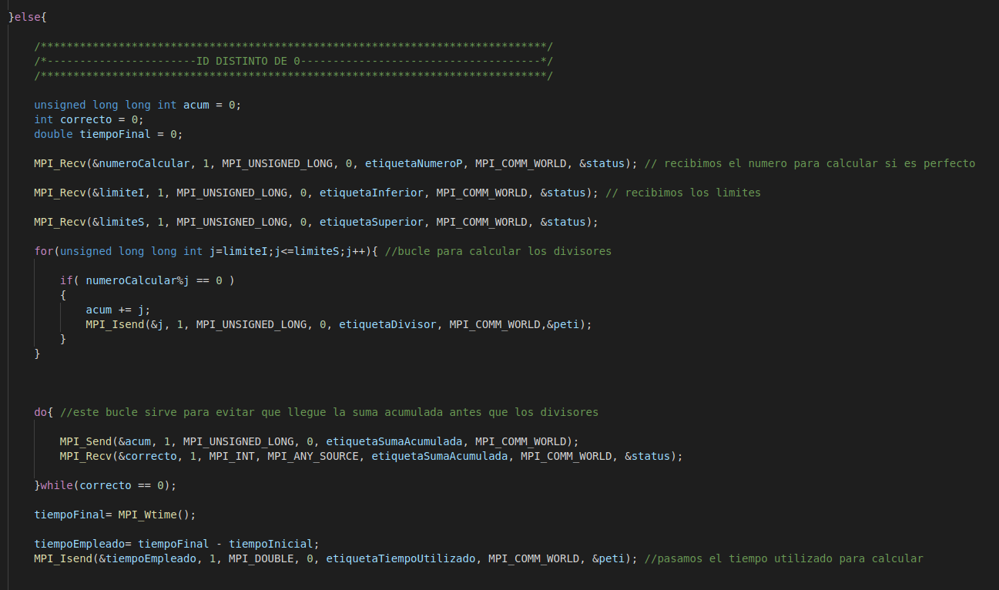 }else{
/******************************************************************************/
/*-----------------------ID DISTINTO DE 0-------------------------------------*/
/******************************************************************************/
unsigned long long int acum = 0;
int correcto = 0;
double tiempoFinal = 0;
MPI_Recv(&numeroCalcular, 1, MPI_UNSIGNED_LONG, 0, etiquetaNumeroP, MPI_COMM_WORLD, &status); // recibimos el numero para calcular si es perfecto
MPI_Recv(&limiteI, 1, MPI_UNSIGNED_LONG, 0, etiquetaInferior, MPI_COMM_WORLD, &status); // recibimos los limites
MPI_Recv(&limiteS, 1, MPI_UNSIGNED_LONG, 0, etiquetaSuperior, MPI_COMM_WORLD, &status);
for(unsigned long long int j=limiteI;j<=limiteS;j++){ //bucle para calcular los divisores
if( numeroCalcular%j == 0 )
{
acum += j;
MPI_Isend(&j, 1, MPI_UNSIGNED_LONG, 0, etiquetaDivisor, MPI_COMM_WORLD,&peti);
}
}
do{ //este bucle sirve para evitar que llegue la suma acumulada antes que los divisores
MPI_Send(&acum, 1, MPI_UNSIGNED_LONG, 0, etiquetaSumaAcumulada, MPI_COMM_WORLD);
MPI_Recv(&correcto, 1, MPI_INT, MPI_ANY_SOURCE, etiquetaSumaAcumulada, MPI_COMM_WORLD, &status);
}while(correcto == 0);
tiempoFinal= MPI_Wtime();
tiempoEmpleado= tiempoFinal - tiempoInicial;
MPI_Isend(&tiempoEmpleado, 1, MPI_DOUBLE, 0, etiquetaTiempoUtilizado, MPI_COMM_WORLD, &peti); //pasamos el tiempo utilizado para calcular